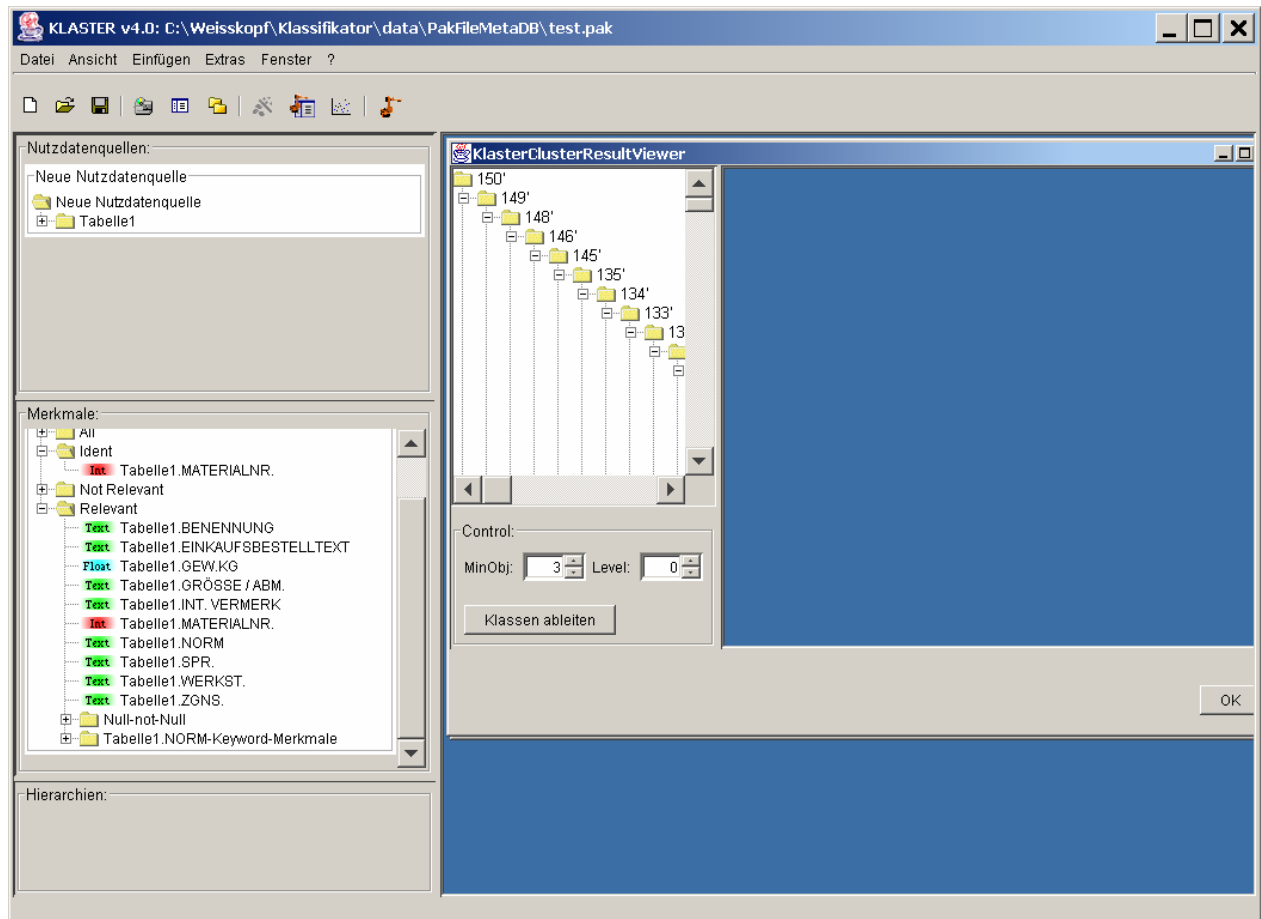 KLASTER v4.0: C:\Weisskopf\Klassifikator\data\PakFileMetaDB\test.pak
Datei Ansicht Einfügen Extras Fenster ?
Nutzdatenquellen:
Neue Nutzdatenquelle
Neue Nutzdatenquelle
Tabelle1
Merkmale:
All
Ident
Int Tabelle1.MATERIALNR.
Not Relevant
Relevant
Text Tabelle1.BENENNUNG
Text Tabelle1.EINKAUFSBESTELLTEXT
Float Tabelle1.GEW.KG
Text Tabelle1.GRÖSSE / ABM.
Text Tabelle1.INT. VERMERK
Int Tabelle1.MATERIALNR.
Text Tabelle1.NORM
Text Tabelle1.SPR.
Text Tabelle1.WERKST.
Text Tabelle1.ZGNS.
Null-not-Null
Tabelle1.NORM-Keyword-Merkmale
Hierarchien:
KlasterClusterResultViewer
150'
149'
148'
146'
145'
135'
134'
133'
13
Control:
MinObj: 3 Level: 0
Klassen ableiten
OK